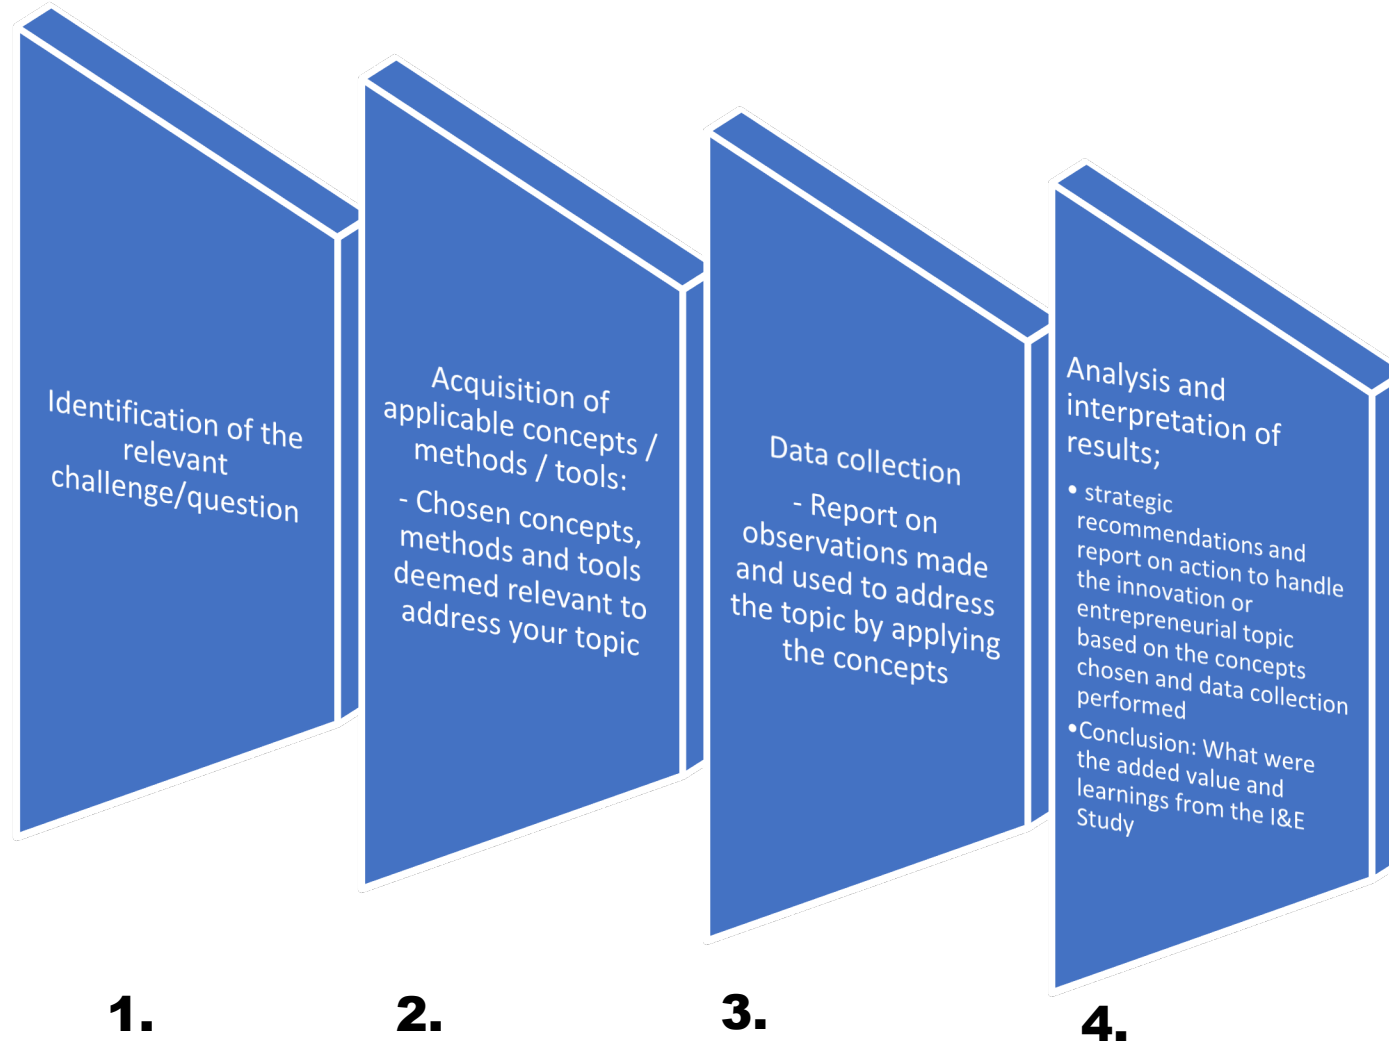 Identification of the
relevant
challenge/question
Acquisition of
applicable concepts /
methods / tools:
- Chosen concepts,
methods and tools
deemed relevant to
address your topic
Data collection
- Report on
observations made
and used to address
the topic by applying
the concepts
Analysis and
interpretation of
results;
• strategic
recommendations and
report on action to handle
the innovation or
entrepreneurial topic
based on the concepts
chosen and data collection
performed
•Conclusion: What were
the added value and
learnings from the I&E
Study
1.
2.
3.
4.